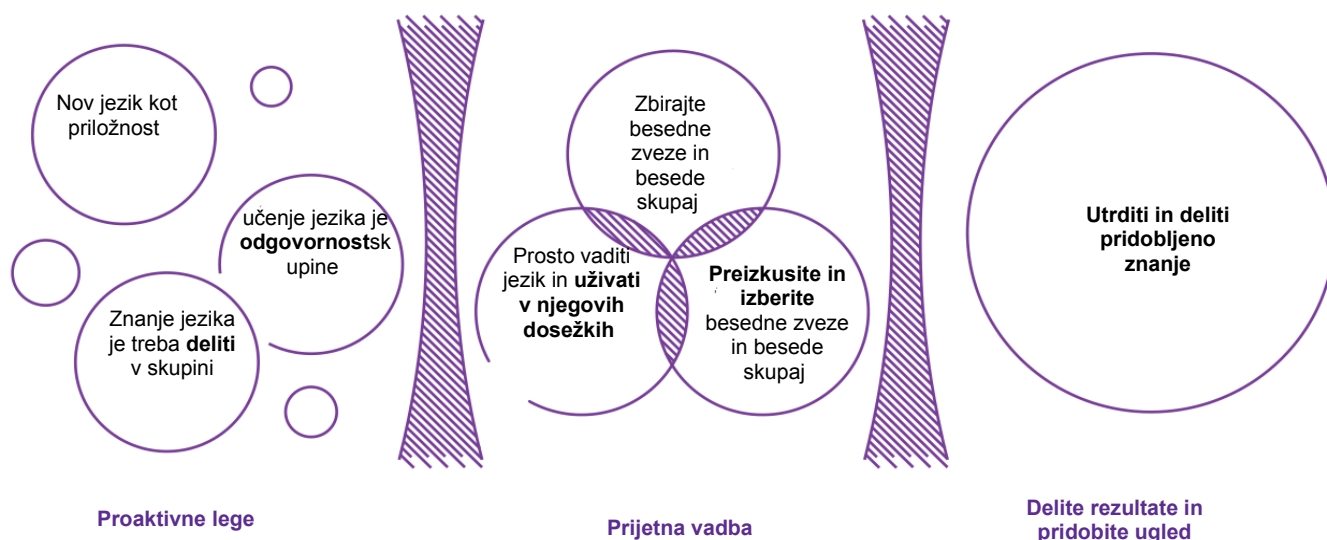 Nov jezik kot
priložnost
učenje jezika je
odgovornostsk
upine
Znanje jezika
je treba deliti
v skupini
Proaktivne lege
Zbirajte
besedne
zveze in
besede
skupaj
Prosto vaditi
jezik in uživati
v njegovih
dosežkih
Preizkusite in
izberite
besedne zveze
in besede
skupaj
Prijetna vadba
Utrditi in deliti
pridobljeno
znanje
Delite rezultate in
pridobite ugled